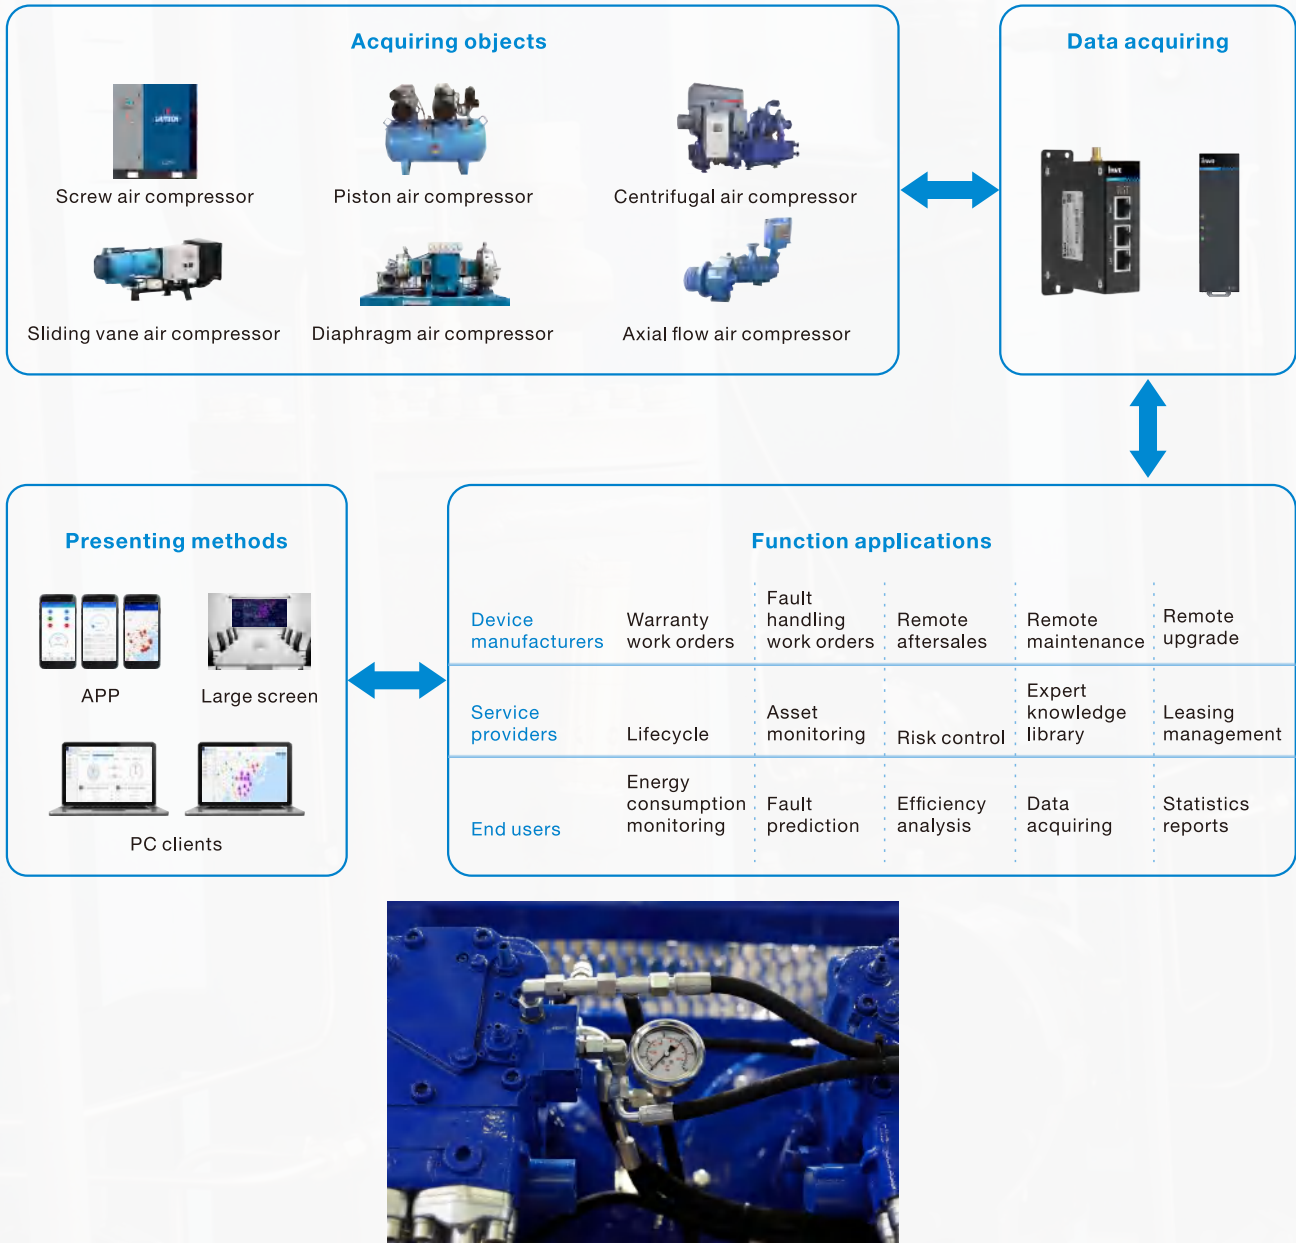 Acquiring objects
Screw air compressor
Piston air compressor
Centrifugal air compressor
Sliding vane air compressor
Diaphragm air compressor
Axial flow air compressor
Data acquiring
invt
invt
Presenting methods
APP
Large screen
PC clients
Function applications
Device
manufacturers
Warranty
work orders
Fault
handling
work orders
Remote
aftersales
Remote
maintenance
Remote
upgrade
Service
providers
Lifecycle
Asset
monitoring
Risk control
Expert
knowledge
library
Leasing
management
End users
Energy
consumption
monitoring
Fault
prediction
Efficiency
analysis
Data
acquiring
Statistics
reports